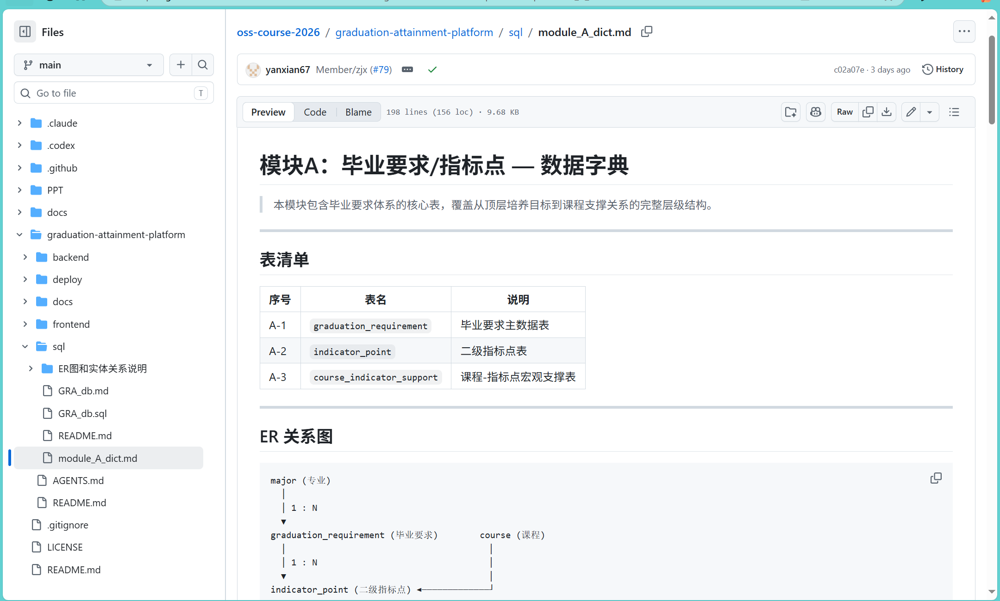 Files
main
Go to file
T
.claude
.codex
.github
PPT
docs
graduation-attainment-platform
backend
deploy
docs
frontend
sql
ER图和实体关系说明
GRA_db.md
GRA_db.sql
README.md
module_A_dict.md
AGENTS.md
README.md
.gitignore
LICENSE
README.md
oss-course-2026 / graduation-attainment-platform / sql / module_A_dict.md
yanxian67 Member/zjx (#79)
c02a07e · 3 days ago
History
Preview Code Blame 198 lines (156 loc) · 9.68 KB
Raw
模块A：毕业要求/指标点 — 数据字典
本模块包含毕业要求体系的核心表，覆盖从顶层培养目标到课程支撑关系的完整层级结构。
表清单
序号 表名 说明
A-1 graduation_requirement 毕业要求主数据表
A-2 indicator_point 二级指标点表
A-3 course_indicator_support 课程-指标点宏观支撑表
ER 关系图
major (专业)
1 : N
graduation_requirement (毕业要求) course (课程)
1 : N
indicator_point (二级指标点)